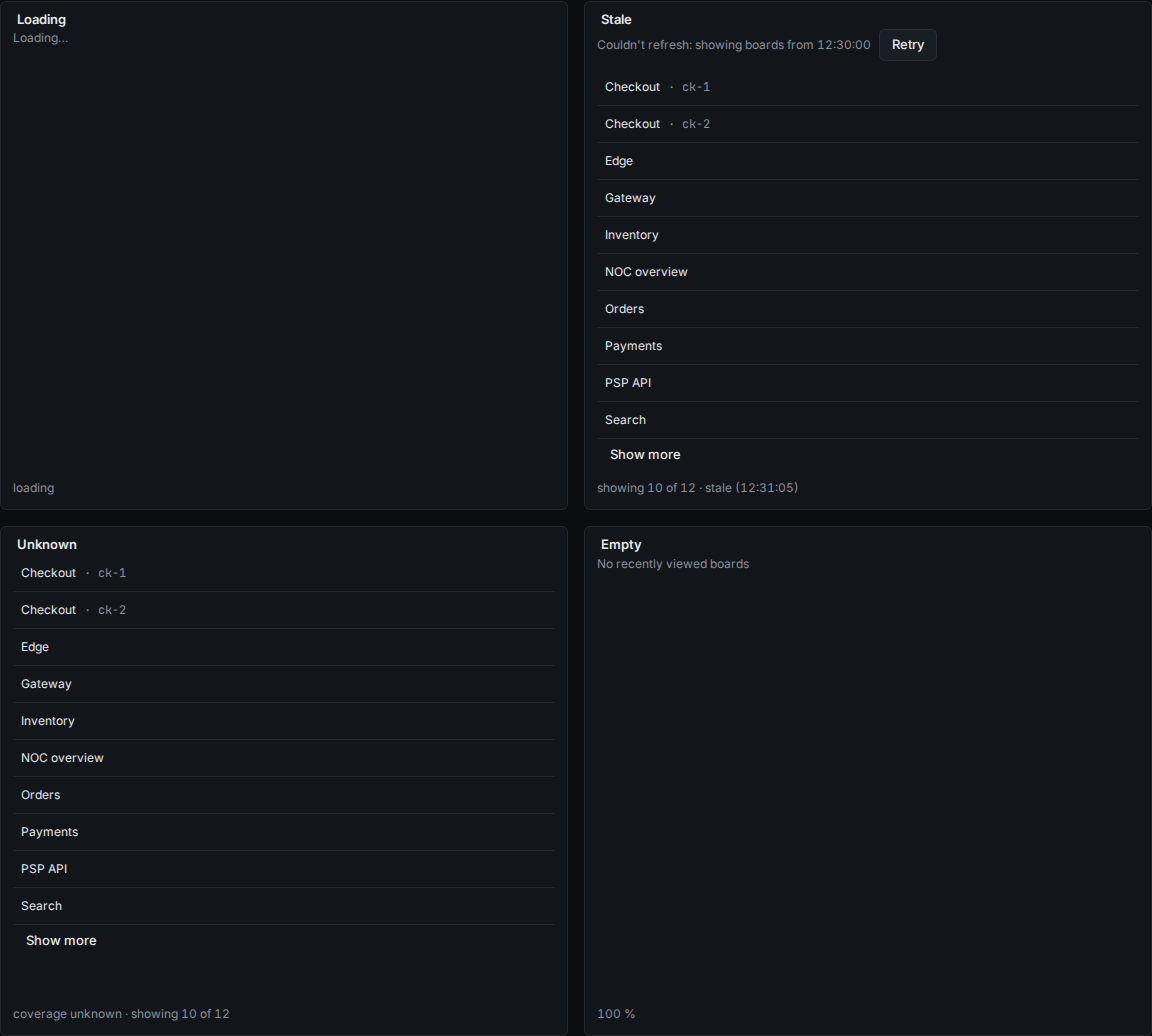 Loading
Loading...
loading
Stale
Couldn't refresh: showing boards from 12:30:00 Retry
Checkout · ck-1
Checkout · ck-2
Edge
Gateway
Inventory
NOC overview
Orders
Payments
PSP API
Search
Show more
showing 10 of 12 · stale (12:31:05)
Unknown
Checkout · ck-1
Checkout · ck-2
Edge
Gateway
Inventory
NOC overview
Orders
Payments
PSP API
Search
Show more
coverage unknown · showing 10 of 12
Empty
No recently viewed boards
100 %